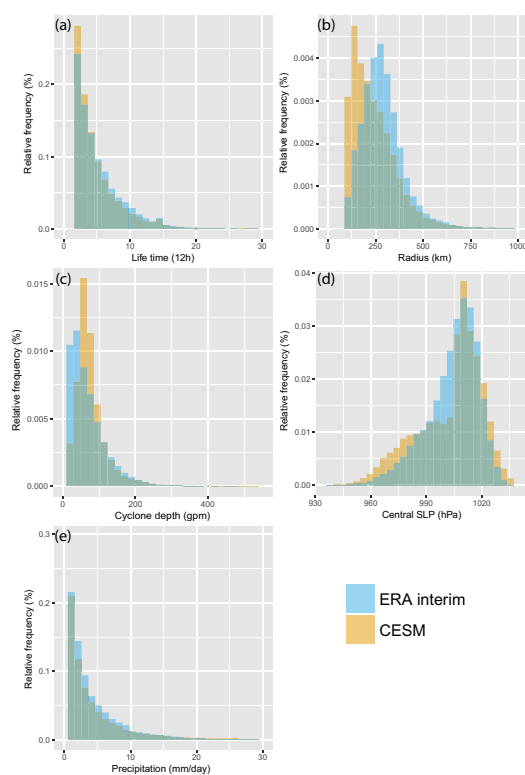 (a)
Relative frequency (%)
0.2
0.1
0.0
0 10 20 30
Life time (12h)
(b)
Relative frequency (%)
0.004
0.002
0.000
0 250 500 750 1000
Radius (km)
(c)
Relative frequency (%)
0.015
0.010
0.005
0.000
0 200 400
Cyclone depth (gpm)
(d)
Relative frequency (%)
0.04
0.03
0.02
0.01
0.00
930 960 990 1020
Central SLP (hPa)
(e)
Relative frequency (%)
0.3
0.2
0.1
0.0
0 10 20 30
Precipitation (mm/day)
ERA interim
CESM